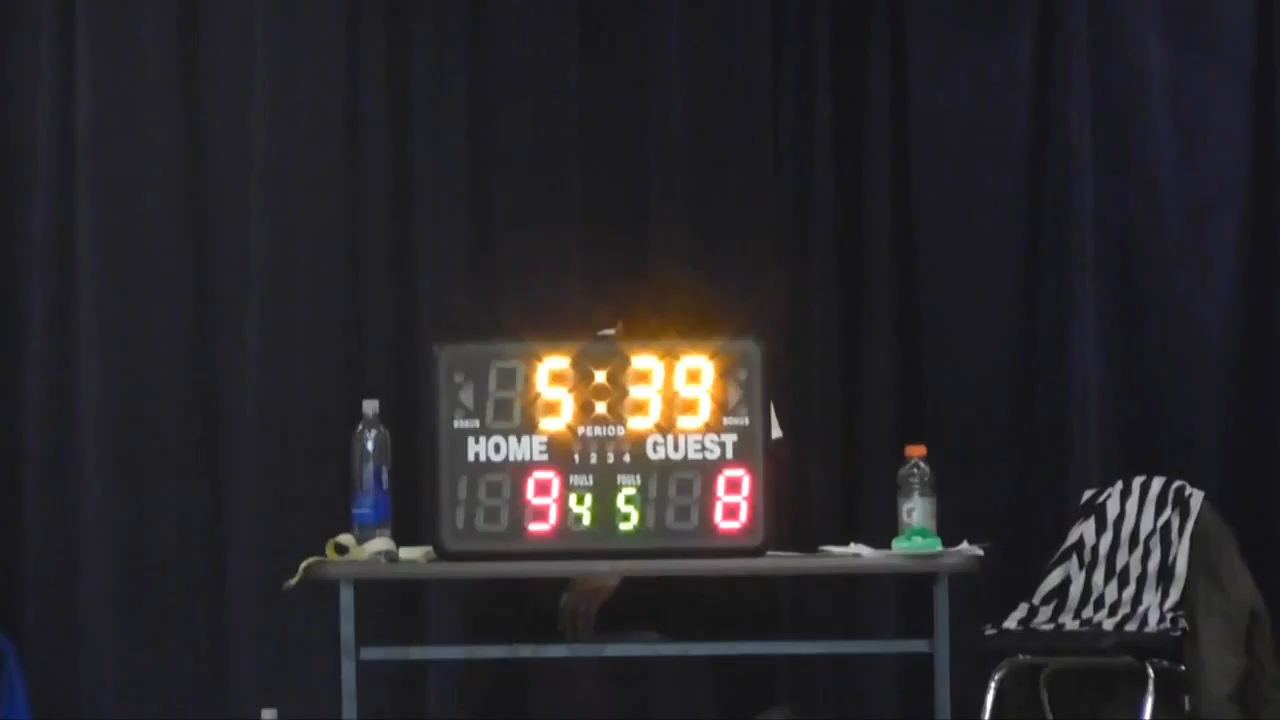 5:39
BONUS PERIOD BONUS
HOME 1 2 3 4 GUEST
FOULS FOULS
9 4 5 8
G